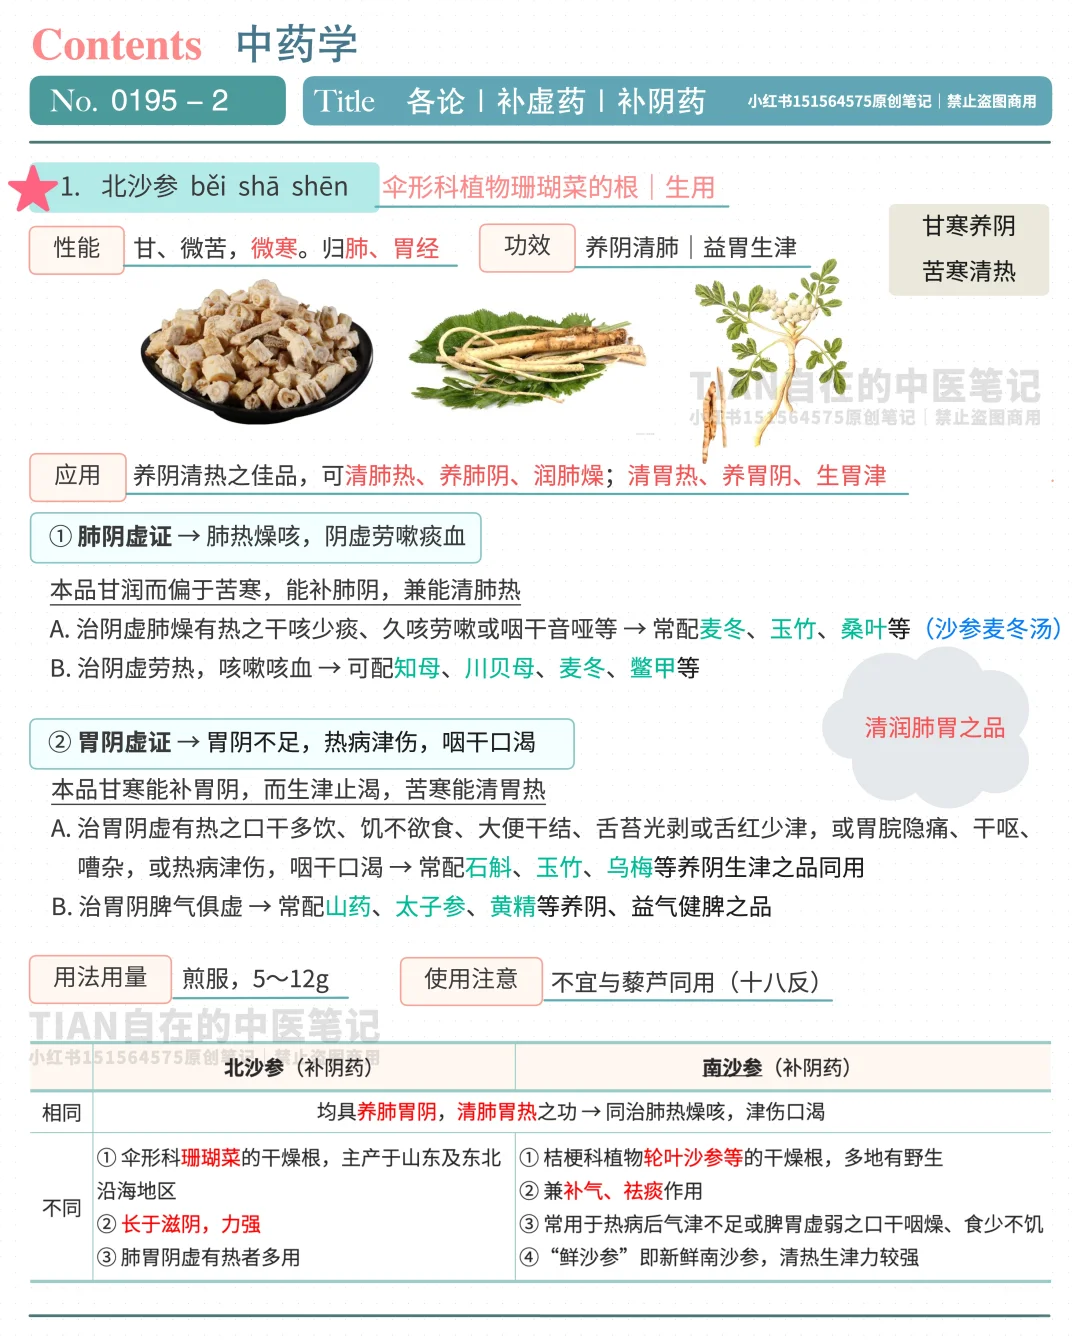 Contents 中药学
No. 0195 – 2
Title 各论｜补虚药｜补阴药 小红书151564575原创笔记｜禁止盗图商用
1. 北沙参 běi shā shēn 伞形科植物珊瑚菜的根｜生用
性能 甘、微苦，微寒。归肺、胃经 功效 养阴清肺｜益胃生津
甘寒养阴
苦寒清热
TIAN自在的中医笔记
小红书151564575原创笔记｜禁止盗图商用
应用 养阴清热之佳品，可清肺热、养肺阴、润肺燥；清胃热、养胃阴、生胃津
① 肺阴虚证 → 肺热燥咳，阴虚劳嗽痰血
本品甘润而偏于苦寒，能补肺阴，兼能清肺热
A. 治阴虚肺燥有热之干咳少痰、久咳劳嗽或咽干音哑等 → 常配麦冬、玉竹、桑叶等（沙参麦冬汤）
B. 治阴虚劳热，咳嗽咳血 → 可配知母、川贝母、麦冬、鳖甲等
清润肺胃之品
② 胃阴虚证 → 胃阴不足，热病津伤，咽干口渴
本品甘寒能补胃阴，而生津止渴，苦寒能清胃热
A. 治胃阴虚有热之口干多饮、饥不欲食、大便干结、舌苔光剥或舌红少津，或胃脘隐痛、干呕、
嘈杂，或热病津伤，咽干口渴 → 常配石斛、玉竹、乌梅等养阴生津之品同用
B. 治胃阴脾气俱虚 → 常配山药、太子参、黄精等养阴、益气健脾之品
用法用量 煎服，5～12g 使用注意 不宜与藜芦同用（十八反）
TIAN自在的中医笔记
小红书151564575原创笔记｜禁止盗图商用
北沙参（补阴药） 南沙参（补阴药）
相同 均具养肺胃阴，清肺胃热之功 → 同治肺热燥咳，津伤口渴
不同
① 伞形科珊瑚菜的干燥根，主产于山东及东北
沿海地区
② 长于滋阴，力强
③ 肺胃阴虚有热者多用
① 桔梗科植物轮叶沙参等的干燥根，多地有野生
② 兼补气、祛痰作用
③ 常用于热病后气津不足或脾胃虚弱之口干咽燥、食少不饥
④ “鲜沙参”即新鲜南沙参，清热生津力较强